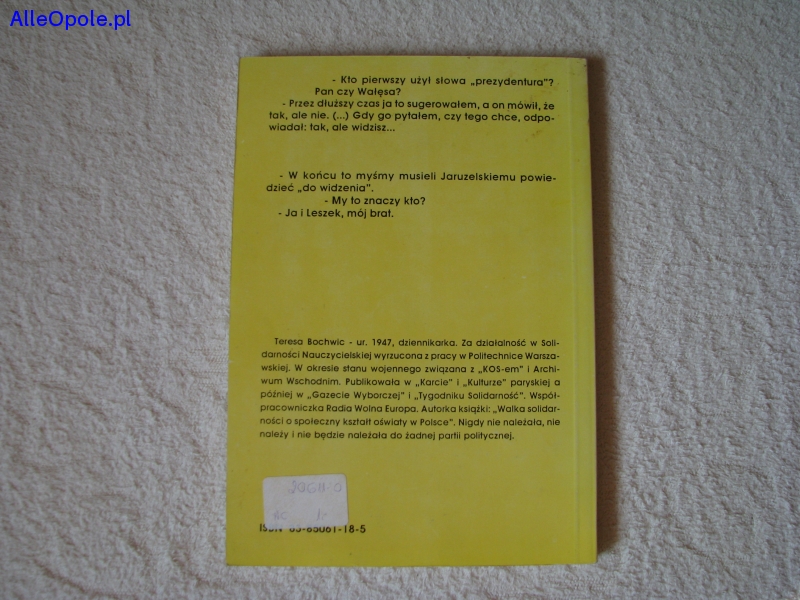 AlleOpole.pl
- Kto pierwszy użył słowa „prezydentura”?
Pan czy Wałęsa?
- Przez dłuższy czas ja to sugerowałem, a on mówił, że
tak, ale nie. (...) Gdy go pytałem, czy tego chce, odpo-
wiadał: tak, ale widzisz...
- W końcu to myśmy musieli Jaruzelskiemu powie-
dzieć „do widzenia”.
- My to znaczy kto?
- Ja i Leszek, mój brat.
Teresa Bochwic - ur. 1947, dziennikarka. Za działalność w Soli-
darności Nauczycielskiej wyrzucona z pracy w Politechnice Warsza-
wskiej. W okresie stanu wojennego związana z „KOS-em” i Archi-
wum Wschodnim. Publikowała w „Karcie” i „Kulturze” paryskiej a
później w „Gazecie Wyborczej” i „Tygodniku Solidarność”. Współ-
pracowniczka Radia Wolna Europa. Autorka książki: „Walka solidar-
ności o społeczny kształt oświaty w Polsce”. Nigdy nie należała, nie
należy i nie będzie należała do żadnej partii politycznej.
ISBN 83-85061-18-5